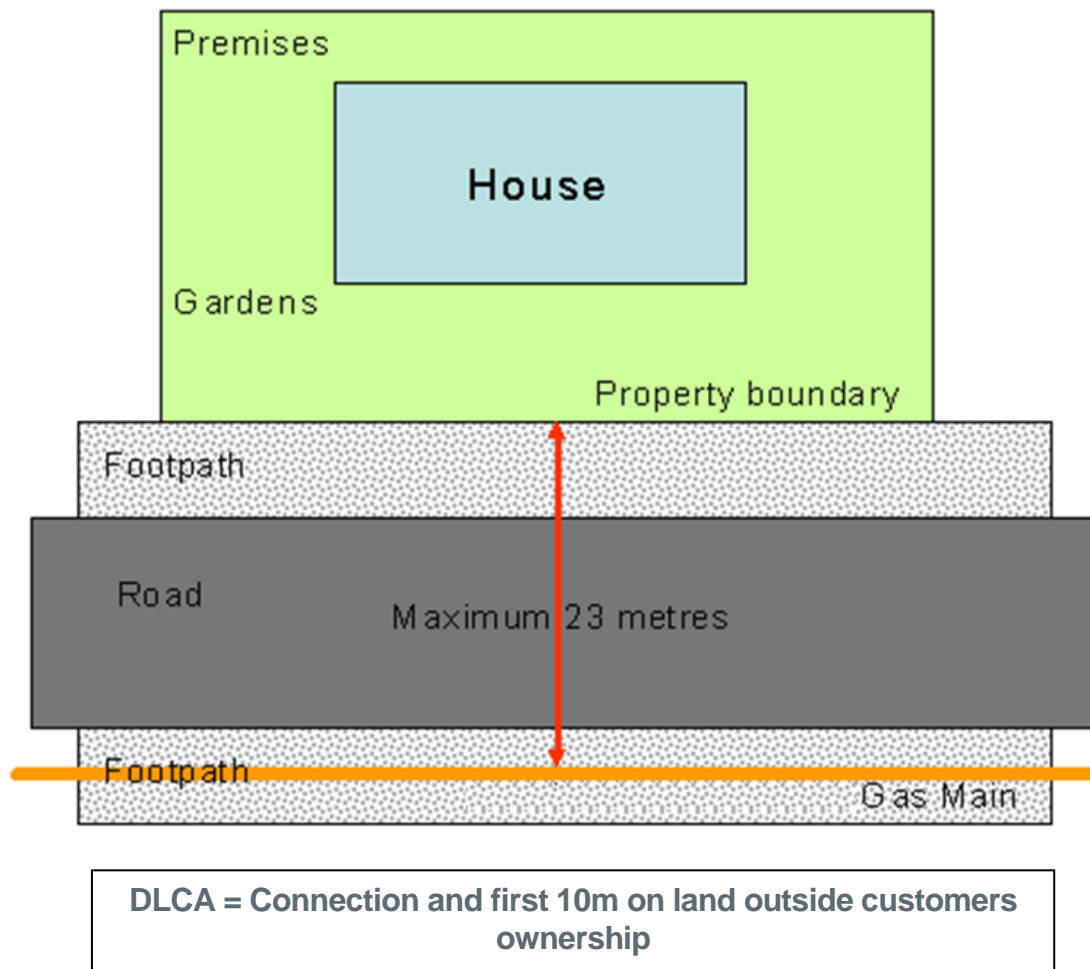 Premises
House
Gardens
Property boundary
Footpath
Road
Maximum 23 metres
Footpath
Gas Main
DLCA = Connection and first 10m on land outside customers
ownership